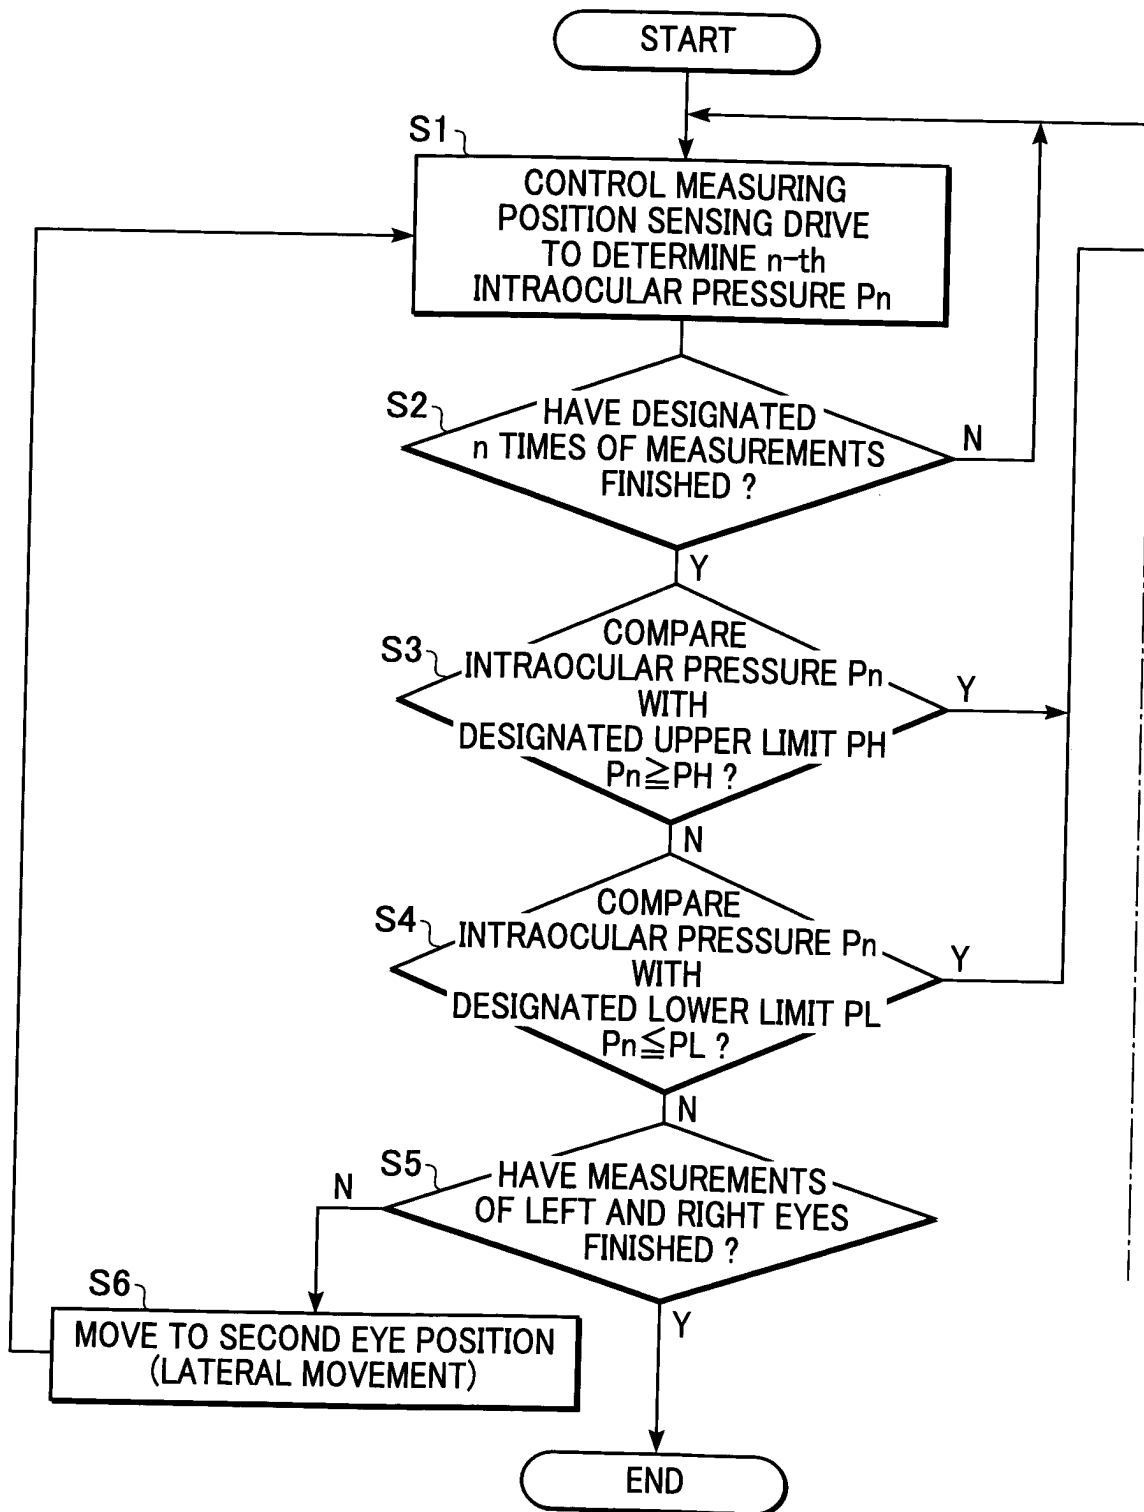 START
S1
CONTROL MEASURING
POSITION SENSING DRIVE
TO DETERMINE n-th
INTRAOCULAR PRESSURE Pn
S2
HAVE DESIGNATED
n TIMES OF MEASUREMENTS
FINISHED ?
N
Y
S3
COMPARE
INTRAOCULAR PRESSURE Pn
WITH
DESIGNATED UPPER LIMIT PH
Pn≧PH ?
Y
N
S4
COMPARE
INTRAOCULAR PRESSURE Pn
WITH
DESIGNATED LOWER LIMIT PL
Pn≦PL ?
Y
N
S5
HAVE MEASUREMENTS
OF LEFT AND RIGHT EYES
FINISHED ?
N
Y
S6
MOVE TO SECOND EYE POSITION
(LATERAL MOVEMENT)
END